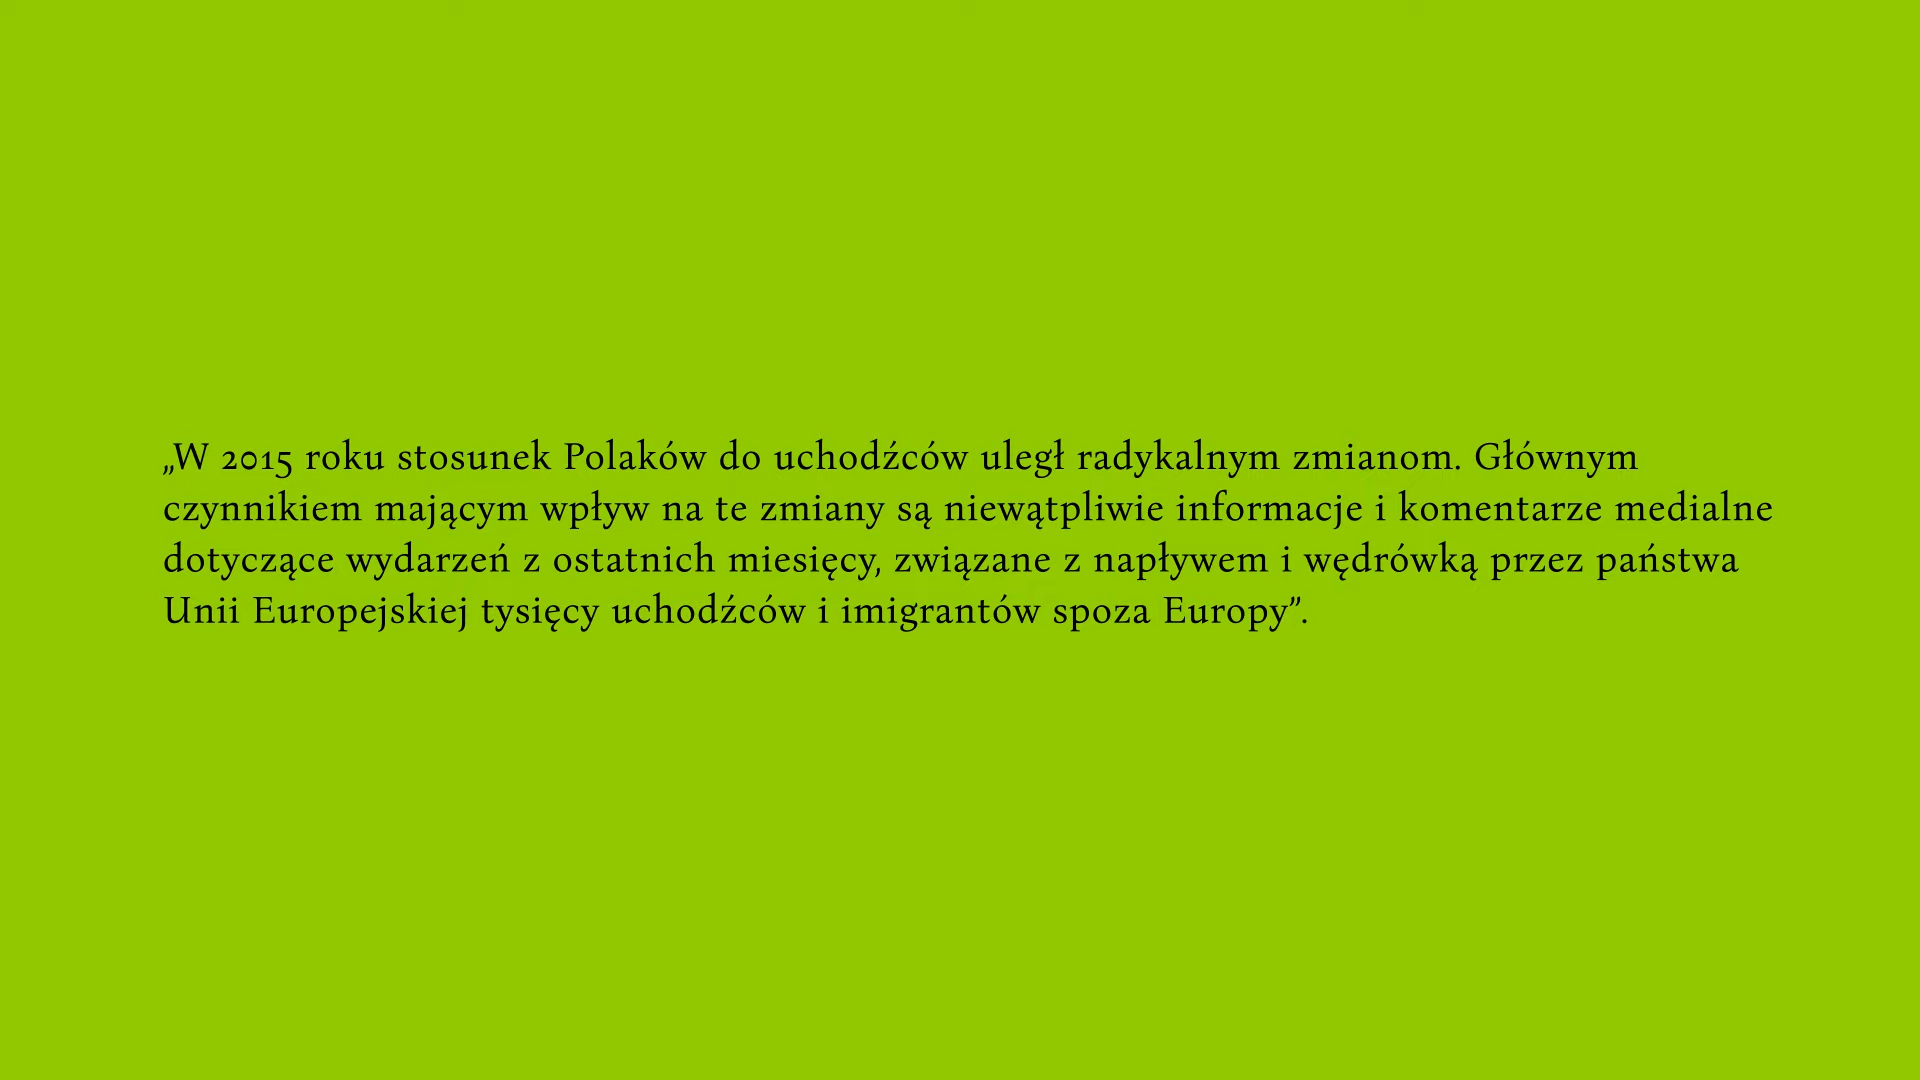 „W 2015 roku stosunek Polaków do uchodźców uległ radykalnym zmianom. Głównym
czynnikiem mającym wpływ na te zmiany są niewątpliwie informacje i komentarze medialne
dotyczące wydarzeń z ostatnich miesięcy, związane z napływem i wędrówką przez państwa
Unii Europejskiej tysięcy uchodźców i imigrantów spoza Europy”.